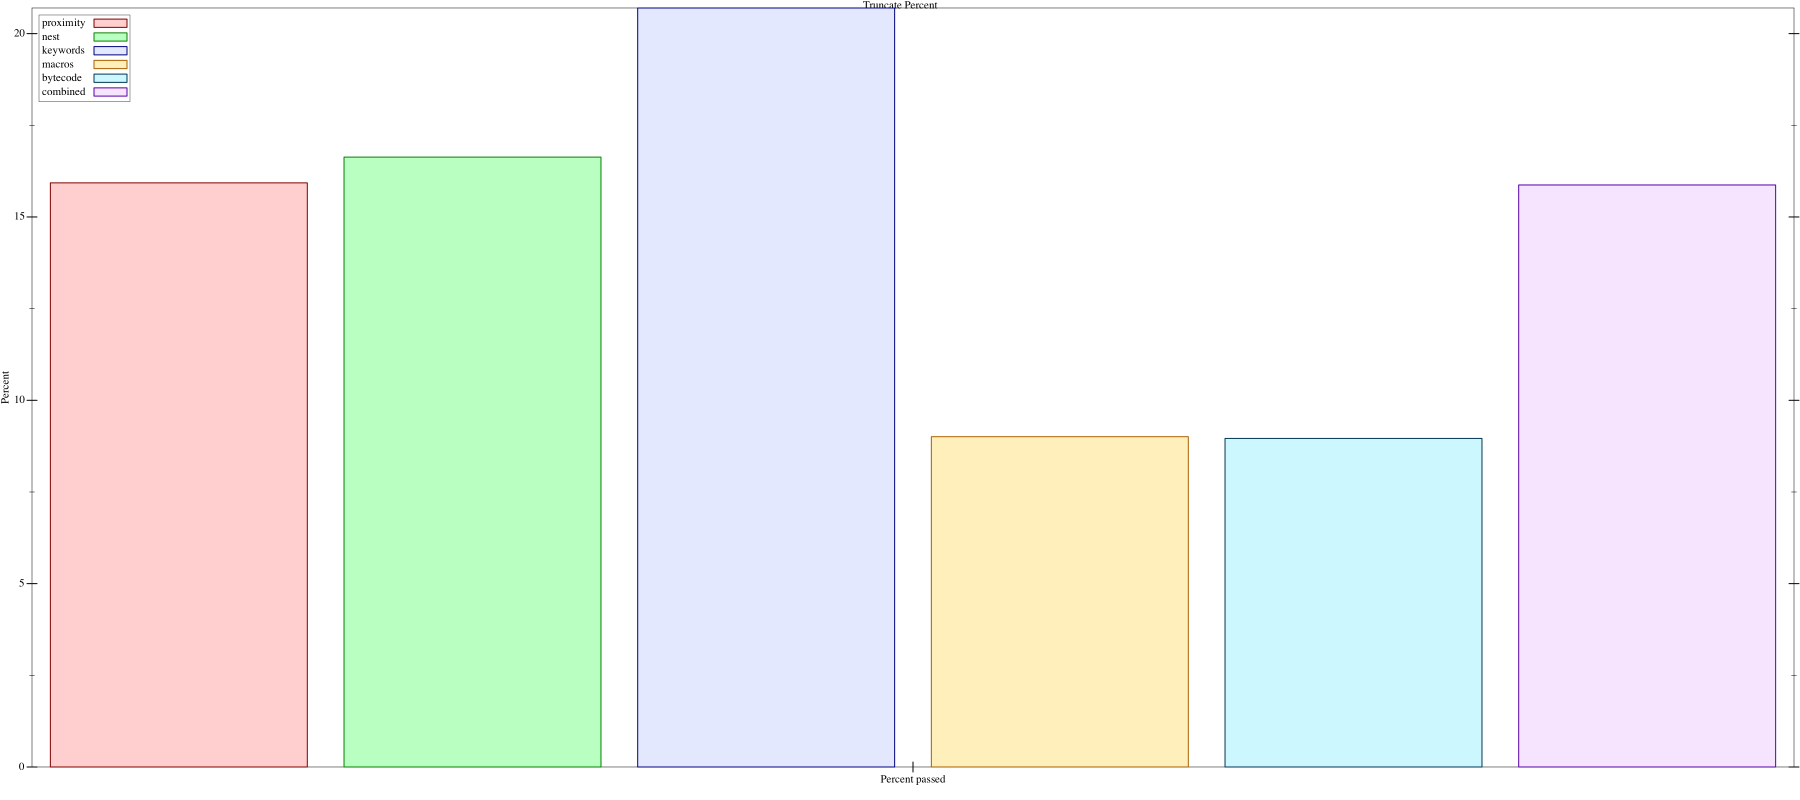 Truncate Percent
proximity
nest
keywords
macros
bytecode
combined
20
15
10
5
0
Percent
Percent passed